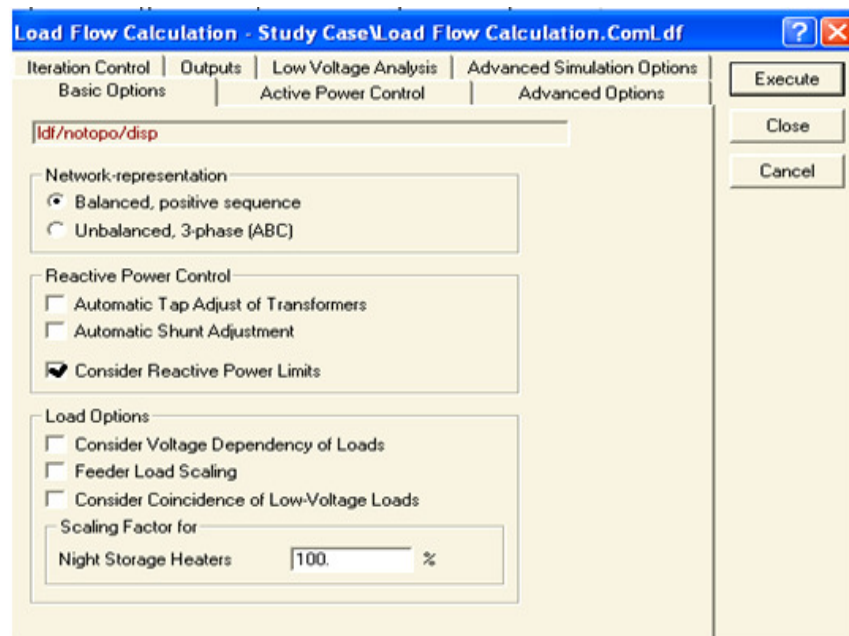 Load Flow Calculation - Study Case\Load Flow Calculation.ComLdf
Iteration Control Outputs Low Voltage Analysis Advanced Simulation Options
Basic Options Active Power Control Advanced Options
Execute
Close
Cancel
ldf/notopo/disp
Network-representation
Balanced, positive sequence
Unbalanced, 3-phase (ABC)
Reactive Power Control
Automatic Tap Adjust of Transformers
Automatic Shunt Adjustment
Consider Reactive Power Limits
Load Options
Consider Voltage Dependency of Loads
Feeder Load Scaling
Consider Coincidence of Low-Voltage Loads
Scaling Factor for
Night Storage Heaters 100. %